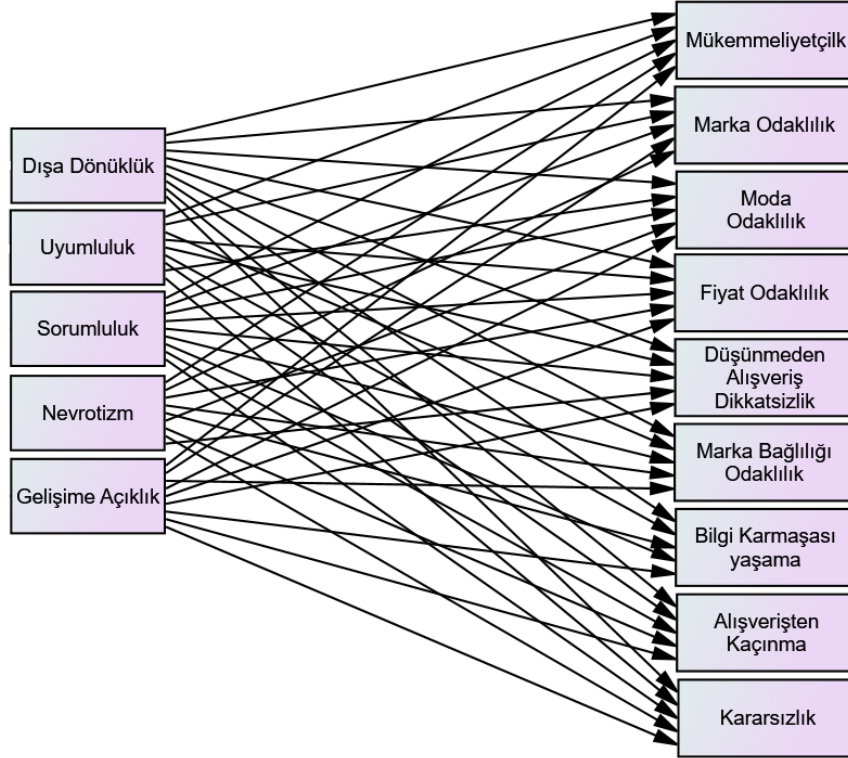 Dışa Dönüklük
Uyumluluk
Sorumluluk
Nevrotizm
Gelişime Açıklık
Mükemmeliyetçilk
Marka Odaklılık
Moda
Odaklılık
Fiyat Odaklılık
Düşünmeden
Alışveriş
Dikkatsizlik
Marka Bağlılığı
Odaklılık
Bilgi Karmaşası
yaşama
Alışverişten
Kaçınma
Kararsızlık